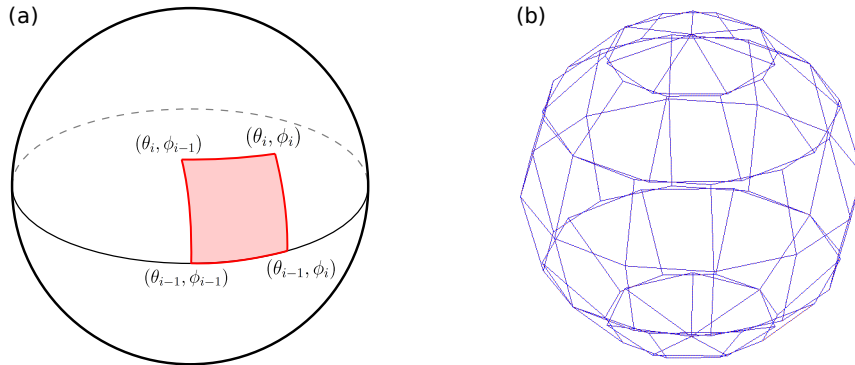 (a)
(b)
(θ_i, ϕ_{i−1})
(θ_i, ϕ_i)
(θ_{i−1}, ϕ_{i−1})
(θ_{i−1}, ϕ_i)